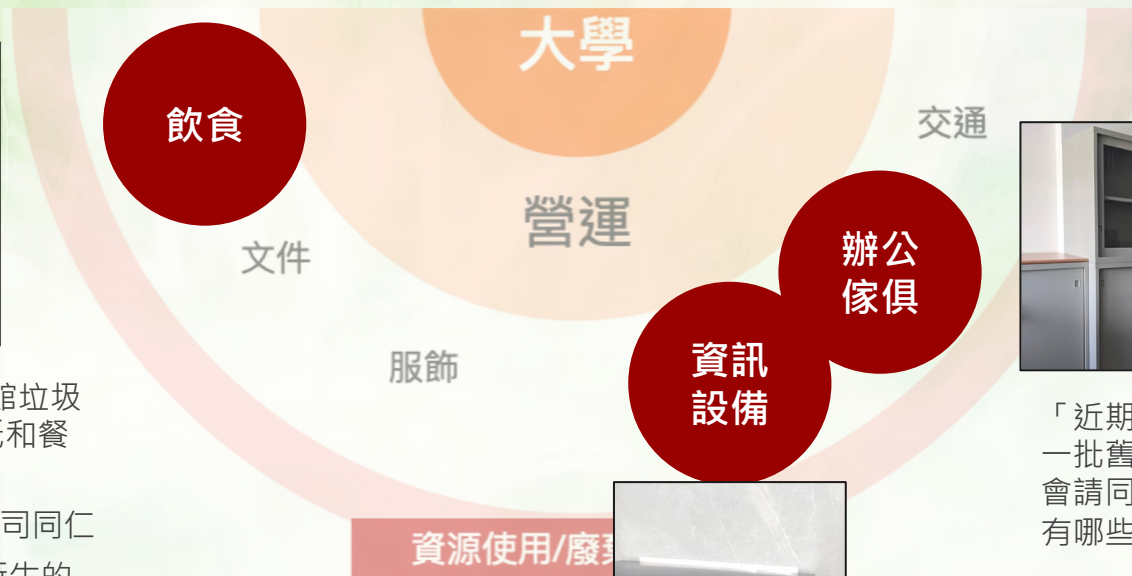 大學
飲食
交通
營運
文件
辦公
傢俱
資訊
設備
服飾
垃圾
和餐
司同仁
「近期
一批舊
會請同
有哪些
資源使用/廢